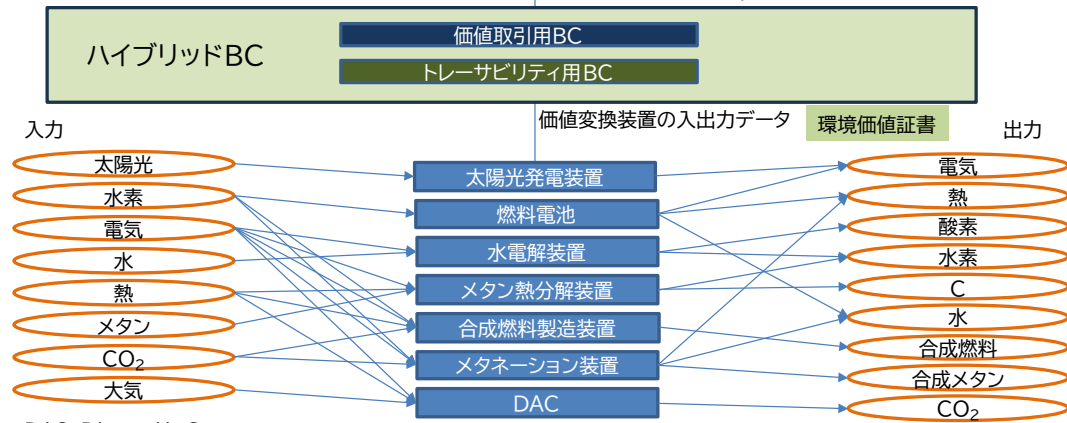 ハイブリッドBC
価値取引用BC
トレーサビリティ用BC
価値変換装置の入出力データ
環境価値証書
入力
出力
太陽光
水素
電気
水
熱
メタン
CO₂
大気
太陽光発電装置
燃料電池
水電解装置
メタン熱分解装置
合成燃料製造装置
メタネーション装置
DAC
電気
熱
酸素
水素
C
水
合成燃料
合成メタン
CO₂